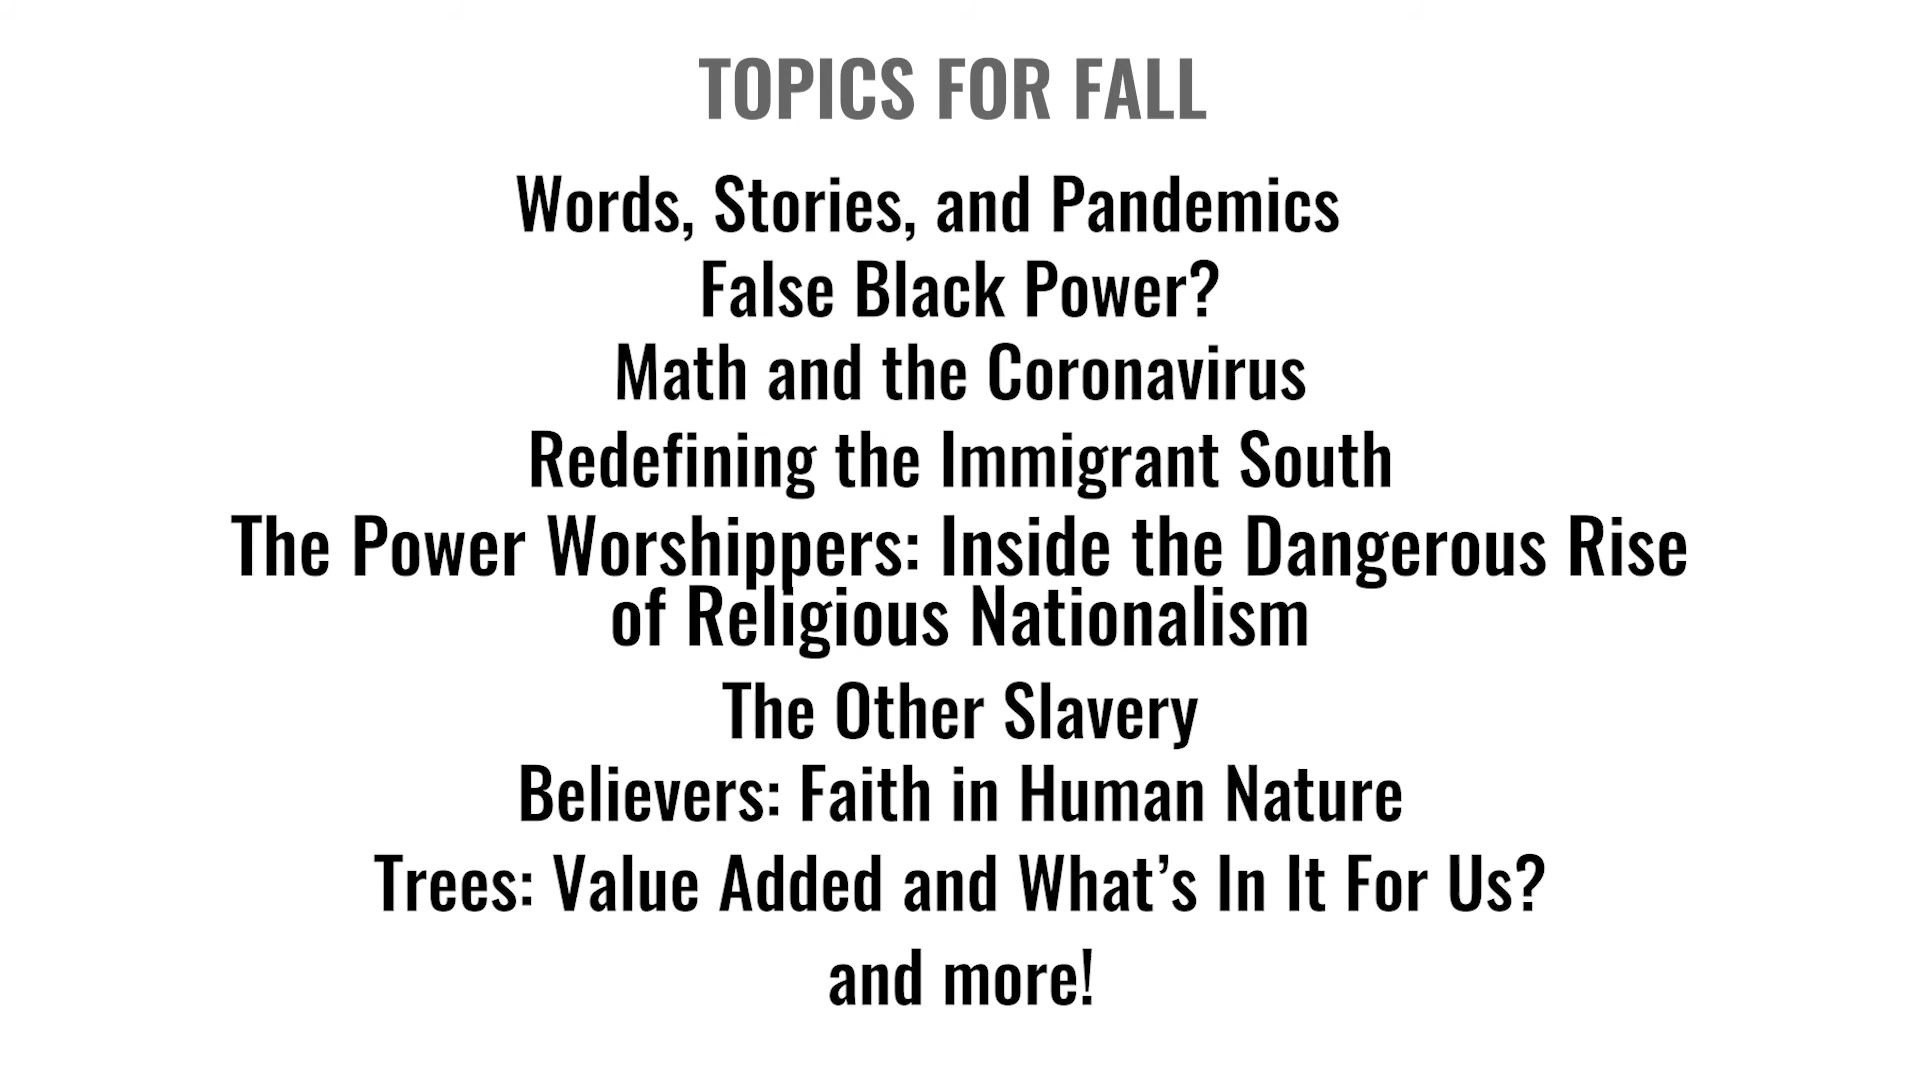 TOPICS FOR FALL
Words, Stories, and Pandemics
False Black Power?
Math and the Coronavirus
Redefining the Immigrant South
The Power Worshippers: Inside the Dangerous Rise
of Religious Nationalism
The Other Slavery
Believers: Faith in Human Nature
Trees: Value Added and What’s In It For Us?
and more!